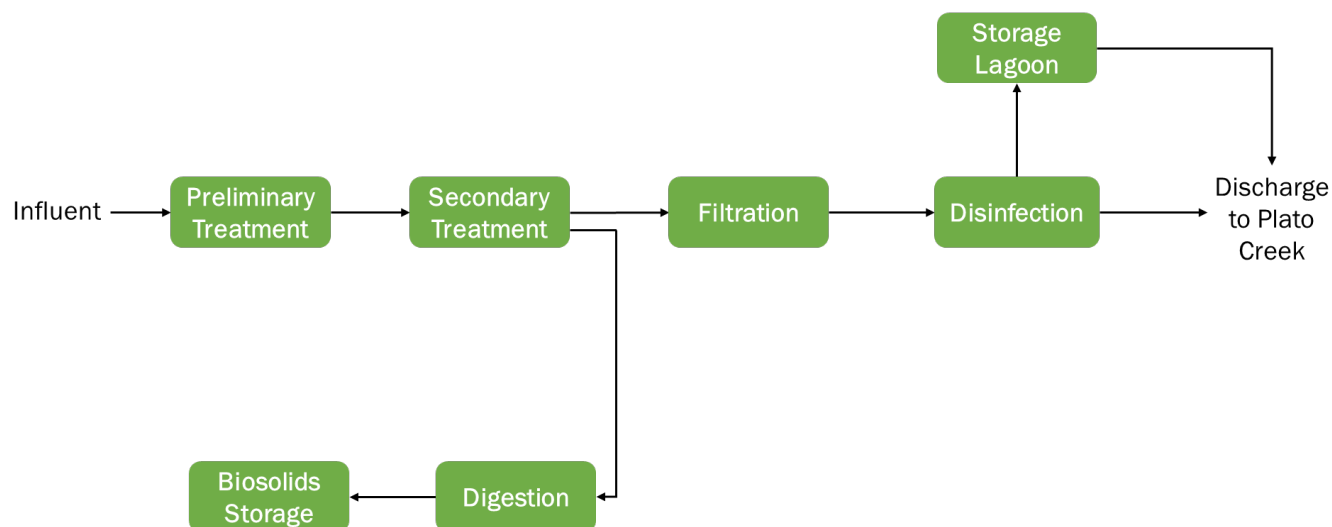 Storage
Lagoon
Influent
Preliminary
Treatment
Secondary
Treatment
Filtration
Disinfection
Discharge
to Plato
Creek
Biosolids
Storage
Digestion